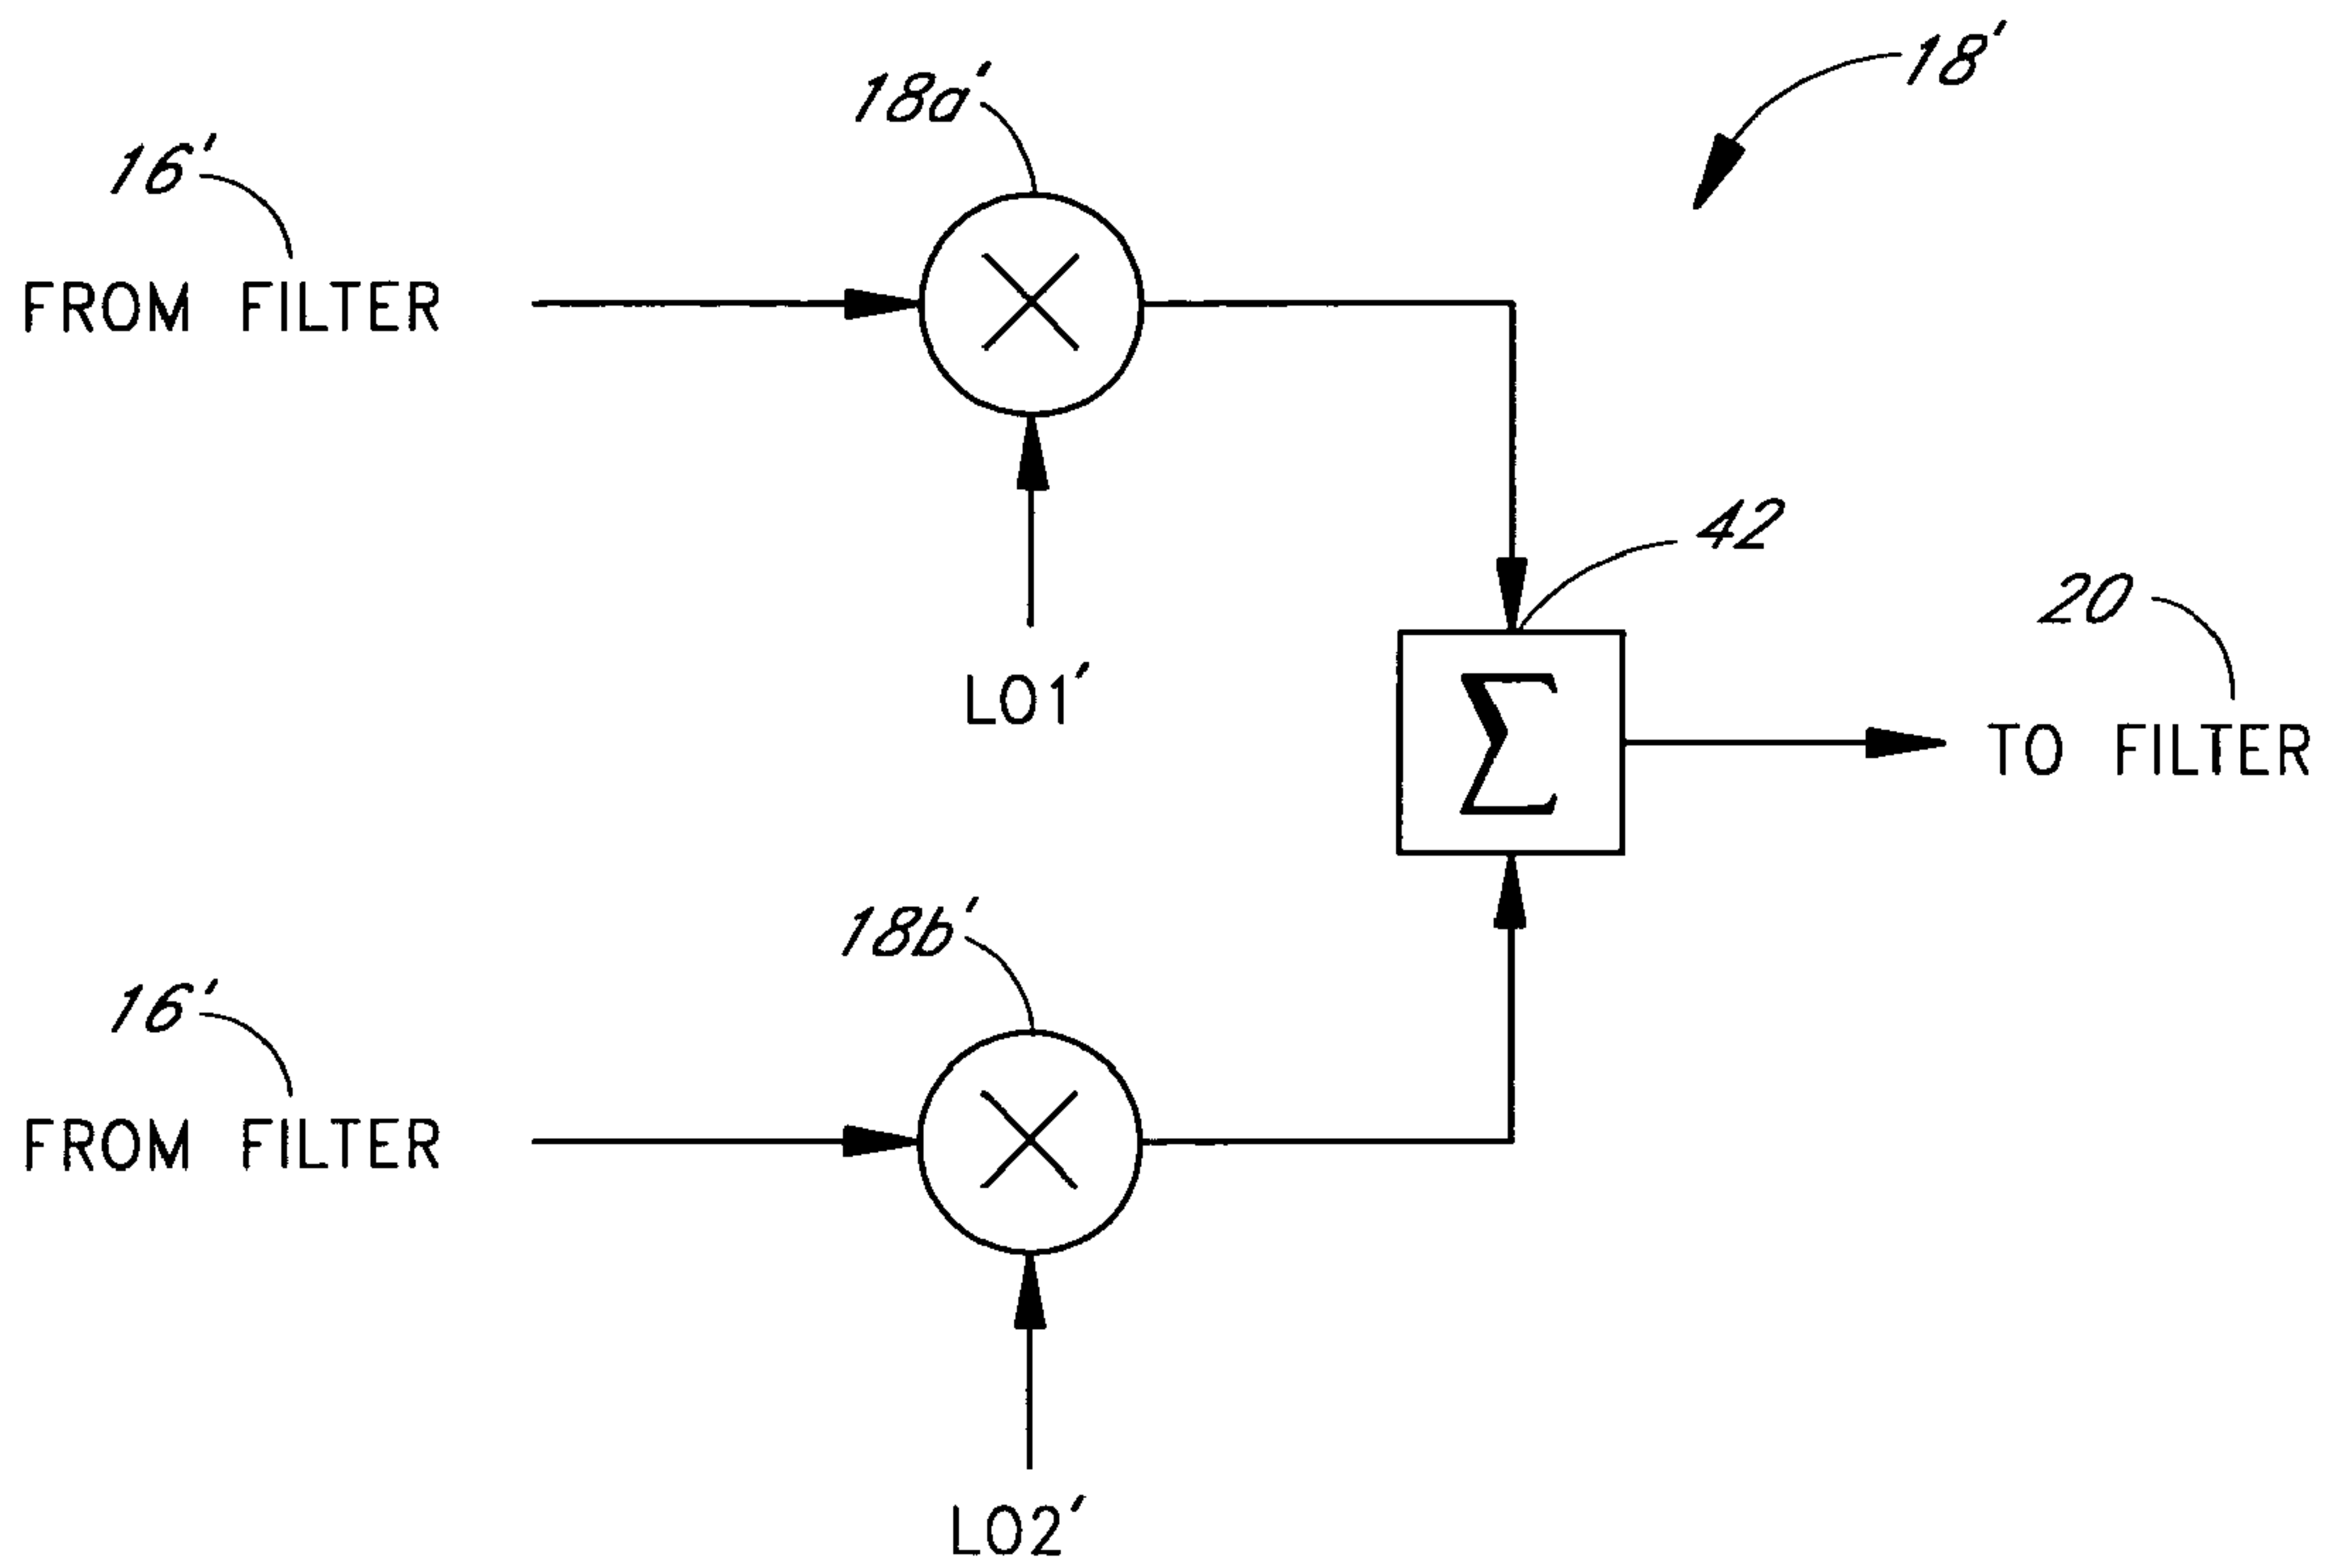 18'
18a'
16'
FROM FILTER
LO1'
42
20
Σ
TO FILTER
18b'
16'
FROM FILTER
LO2'